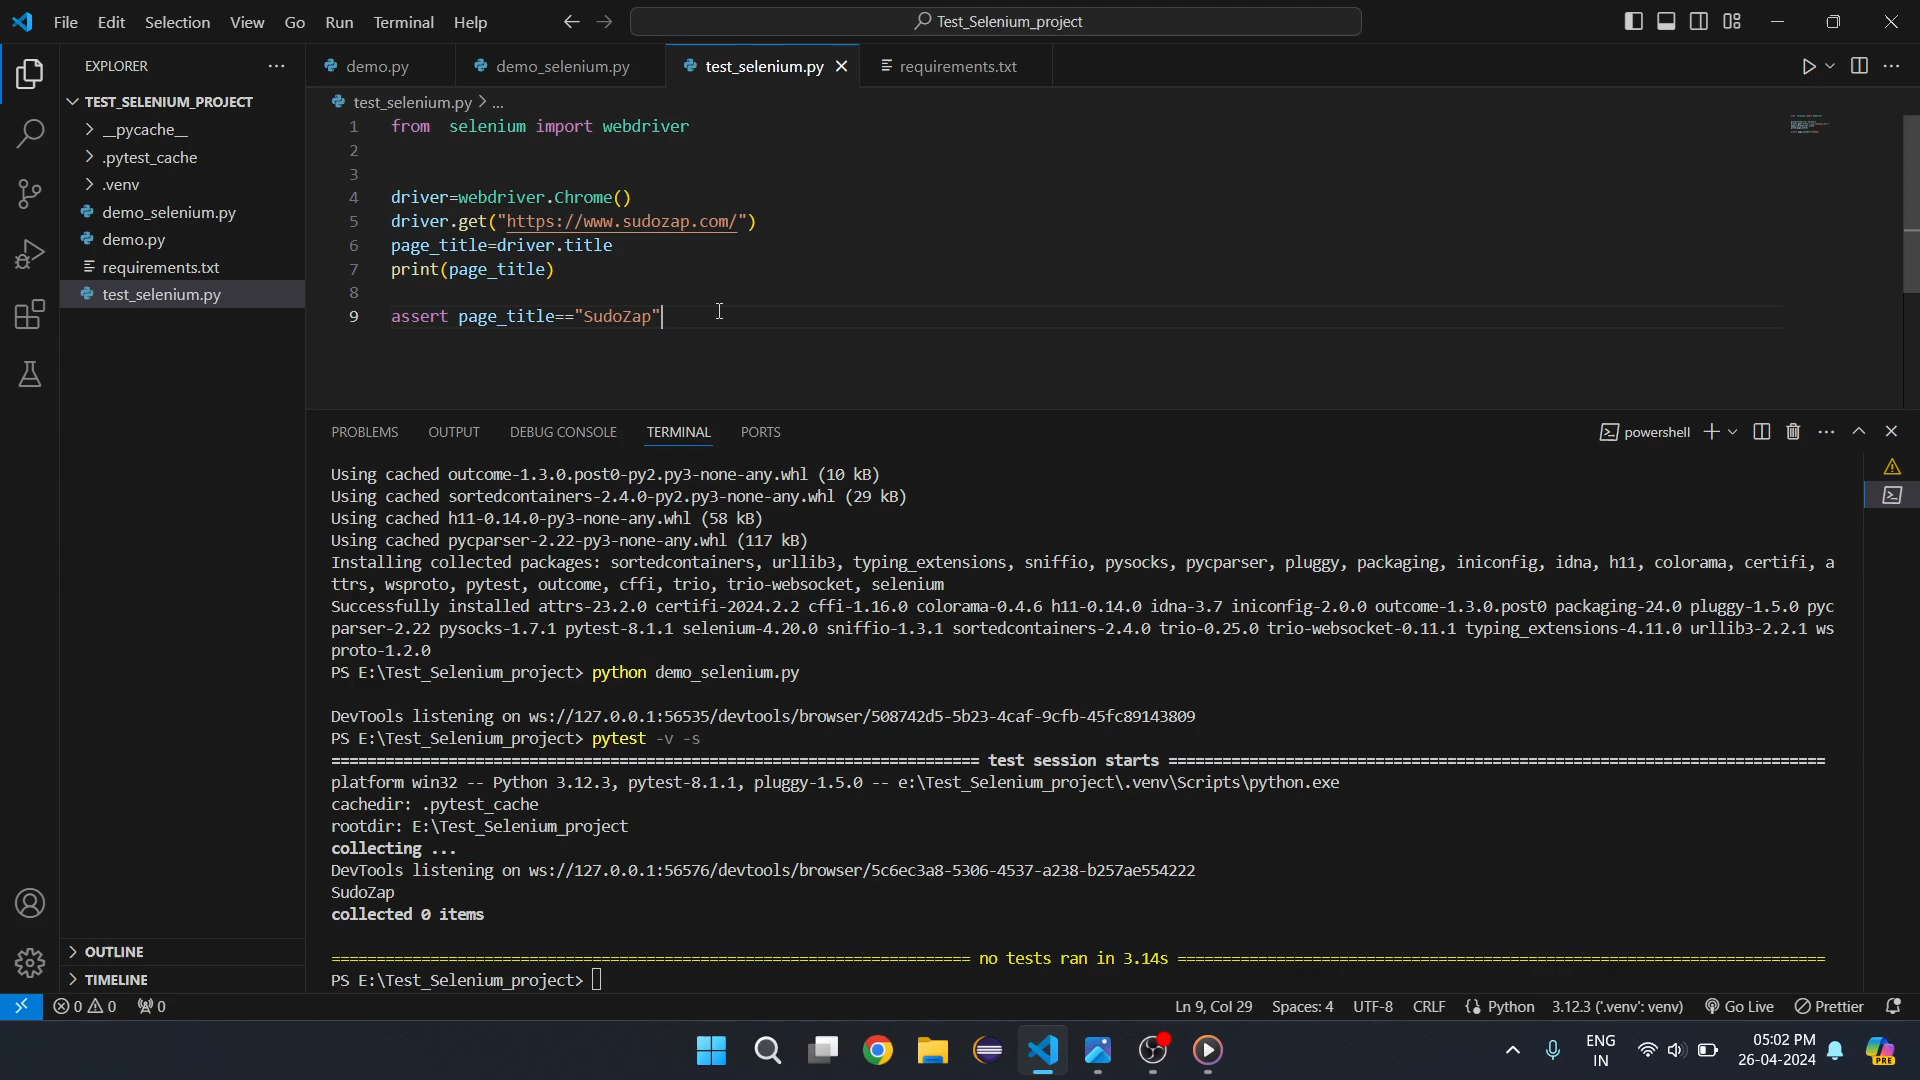 File Edit Selection View Go Run Terminal Help
Test_Selenium_project
EXPLORER
TEST_SELENIUM_PROJECT
__pycache__
.pytest_cache
.venv
demo_selenium.py
demo.py
requirements.txt
test_selenium.py
OUTLINE
TIMELINE
demo.py demo_selenium.py test_selenium.py requirements.txt
test_selenium.py > ...
1 from  selenium import webdriver
2
3
4 driver=webdriver.Chrome()
5 driver.get("https://www.sudozap.com/")
6 page_title=driver.title
7 print(page_title)
8
9 assert page_title=="SudoZap"
PROBLEMS OUTPUT DEBUG CONSOLE TERMINAL PORTS
powershell
Using cached outcome-1.3.0.post0-py2.py3-none-any.whl (10 kB)
Using cached sortedcontainers-2.4.0-py2.py3-none-any.whl (29 kB)
Using cached h11-0.14.0-py3-none-any.whl (58 kB)
Using cached pycparser-2.22-py3-none-any.whl (117 kB)
Installing collected packages: sortedcontainers, urllib3, typing_extensions, sniffio, pysocks, pycparser, pluggy, packaging, iniconfig, idna, h11, colorama, certifi, a
ttrs, wsproto, pytest, outcome, cffi, trio, trio-websocket, selenium
Successfully installed attrs-23.2.0 certifi-2024.2.2 cffi-1.16.0 colorama-0.4.6 h11-0.14.0 idna-3.7 iniconfig-2.0.0 outcome-1.3.0.post0 packaging-24.0 pluggy-1.5.0 pyc
parser-2.22 pysocks-1.7.1 pytest-8.1.1 selenium-4.20.0 sniffio-1.3.1 sortedcontainers-2.4.0 trio-0.25.0 trio-websocket-0.11.1 typing_extensions-4.11.0 urllib3-2.2.1 ws
proto-1.2.0
PS E:\Test_Selenium_project> python demo_selenium.py
DevTools listening on ws://127.0.0.1:56535/devtools/browser/508742d5-5b23-4caf-9cfb-45fc89143809
PS E:\Test_Selenium_project> pytest -v -s
test session starts
platform win32 -- Python 3.12.3, pytest-8.1.1, pluggy-1.5.0 -- e:\Test_Selenium_project\.venv\Scripts\python.exe
cachedir: .pytest_cache
rootdir: E:\Test_Selenium_project
collecting ...
DevTools listening on ws://127.0.0.1:56576/devtools/browser/5c6ec3a8-5306-4537-a238-b257ae554222
SudoZap
collected 0 items
no tests ran in 3.14s
PS E:\Test_Selenium_project>
0 0 0 Ln 9, Col 29 Spaces: 4 UTF-8 CRLF Python 3.12.3 ('.venv': venv) Go Live Prettier
ENG
IN
05:02 PM
26-04-2024
PRE